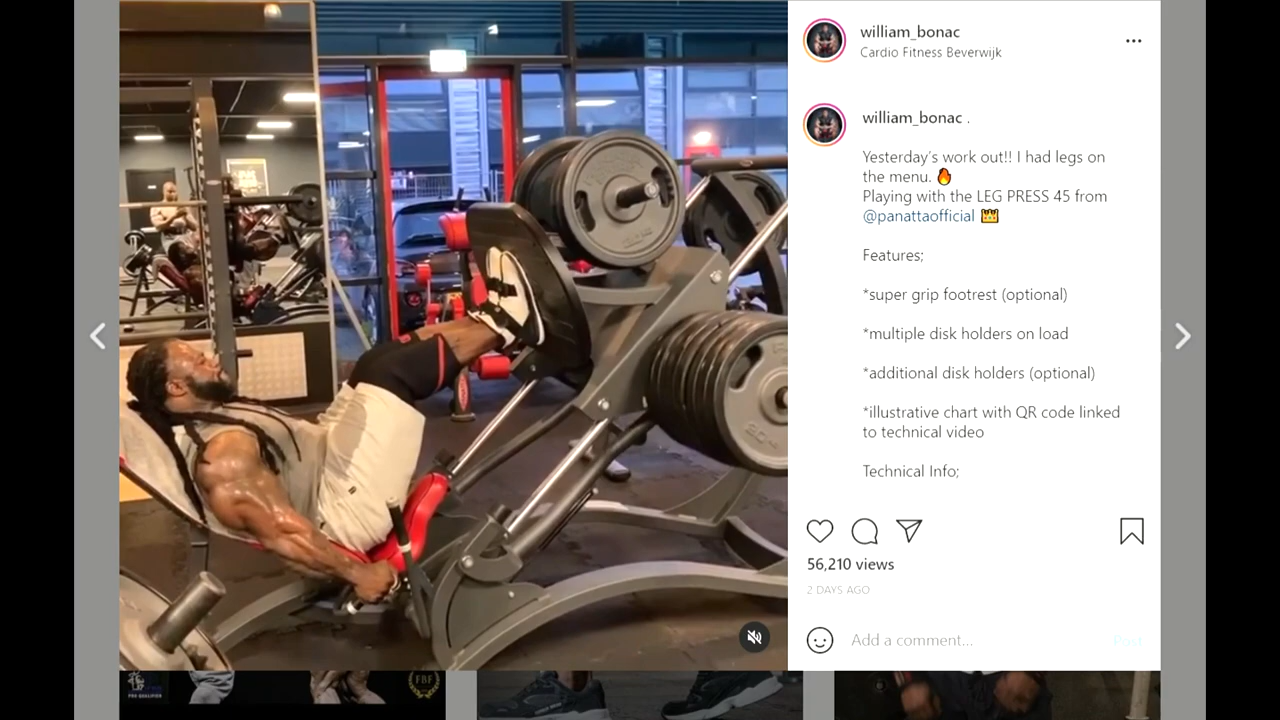 william_bonac
Cardio Fitness Beverwijk
william_bonac .
Yesterday's work out!! I had legs on
the menu. 🔥
Playing with the LEG PRESS 45 from
@panattaofficial
Features;
*super grip footrest (optional)
*multiple disk holders on load
*additional disk holders (optional)
*illustrative chart with QR code linked
to technical video
Technical Info;
56,210 views
2 DAYS AGO
Add a comment...
Post
FBF